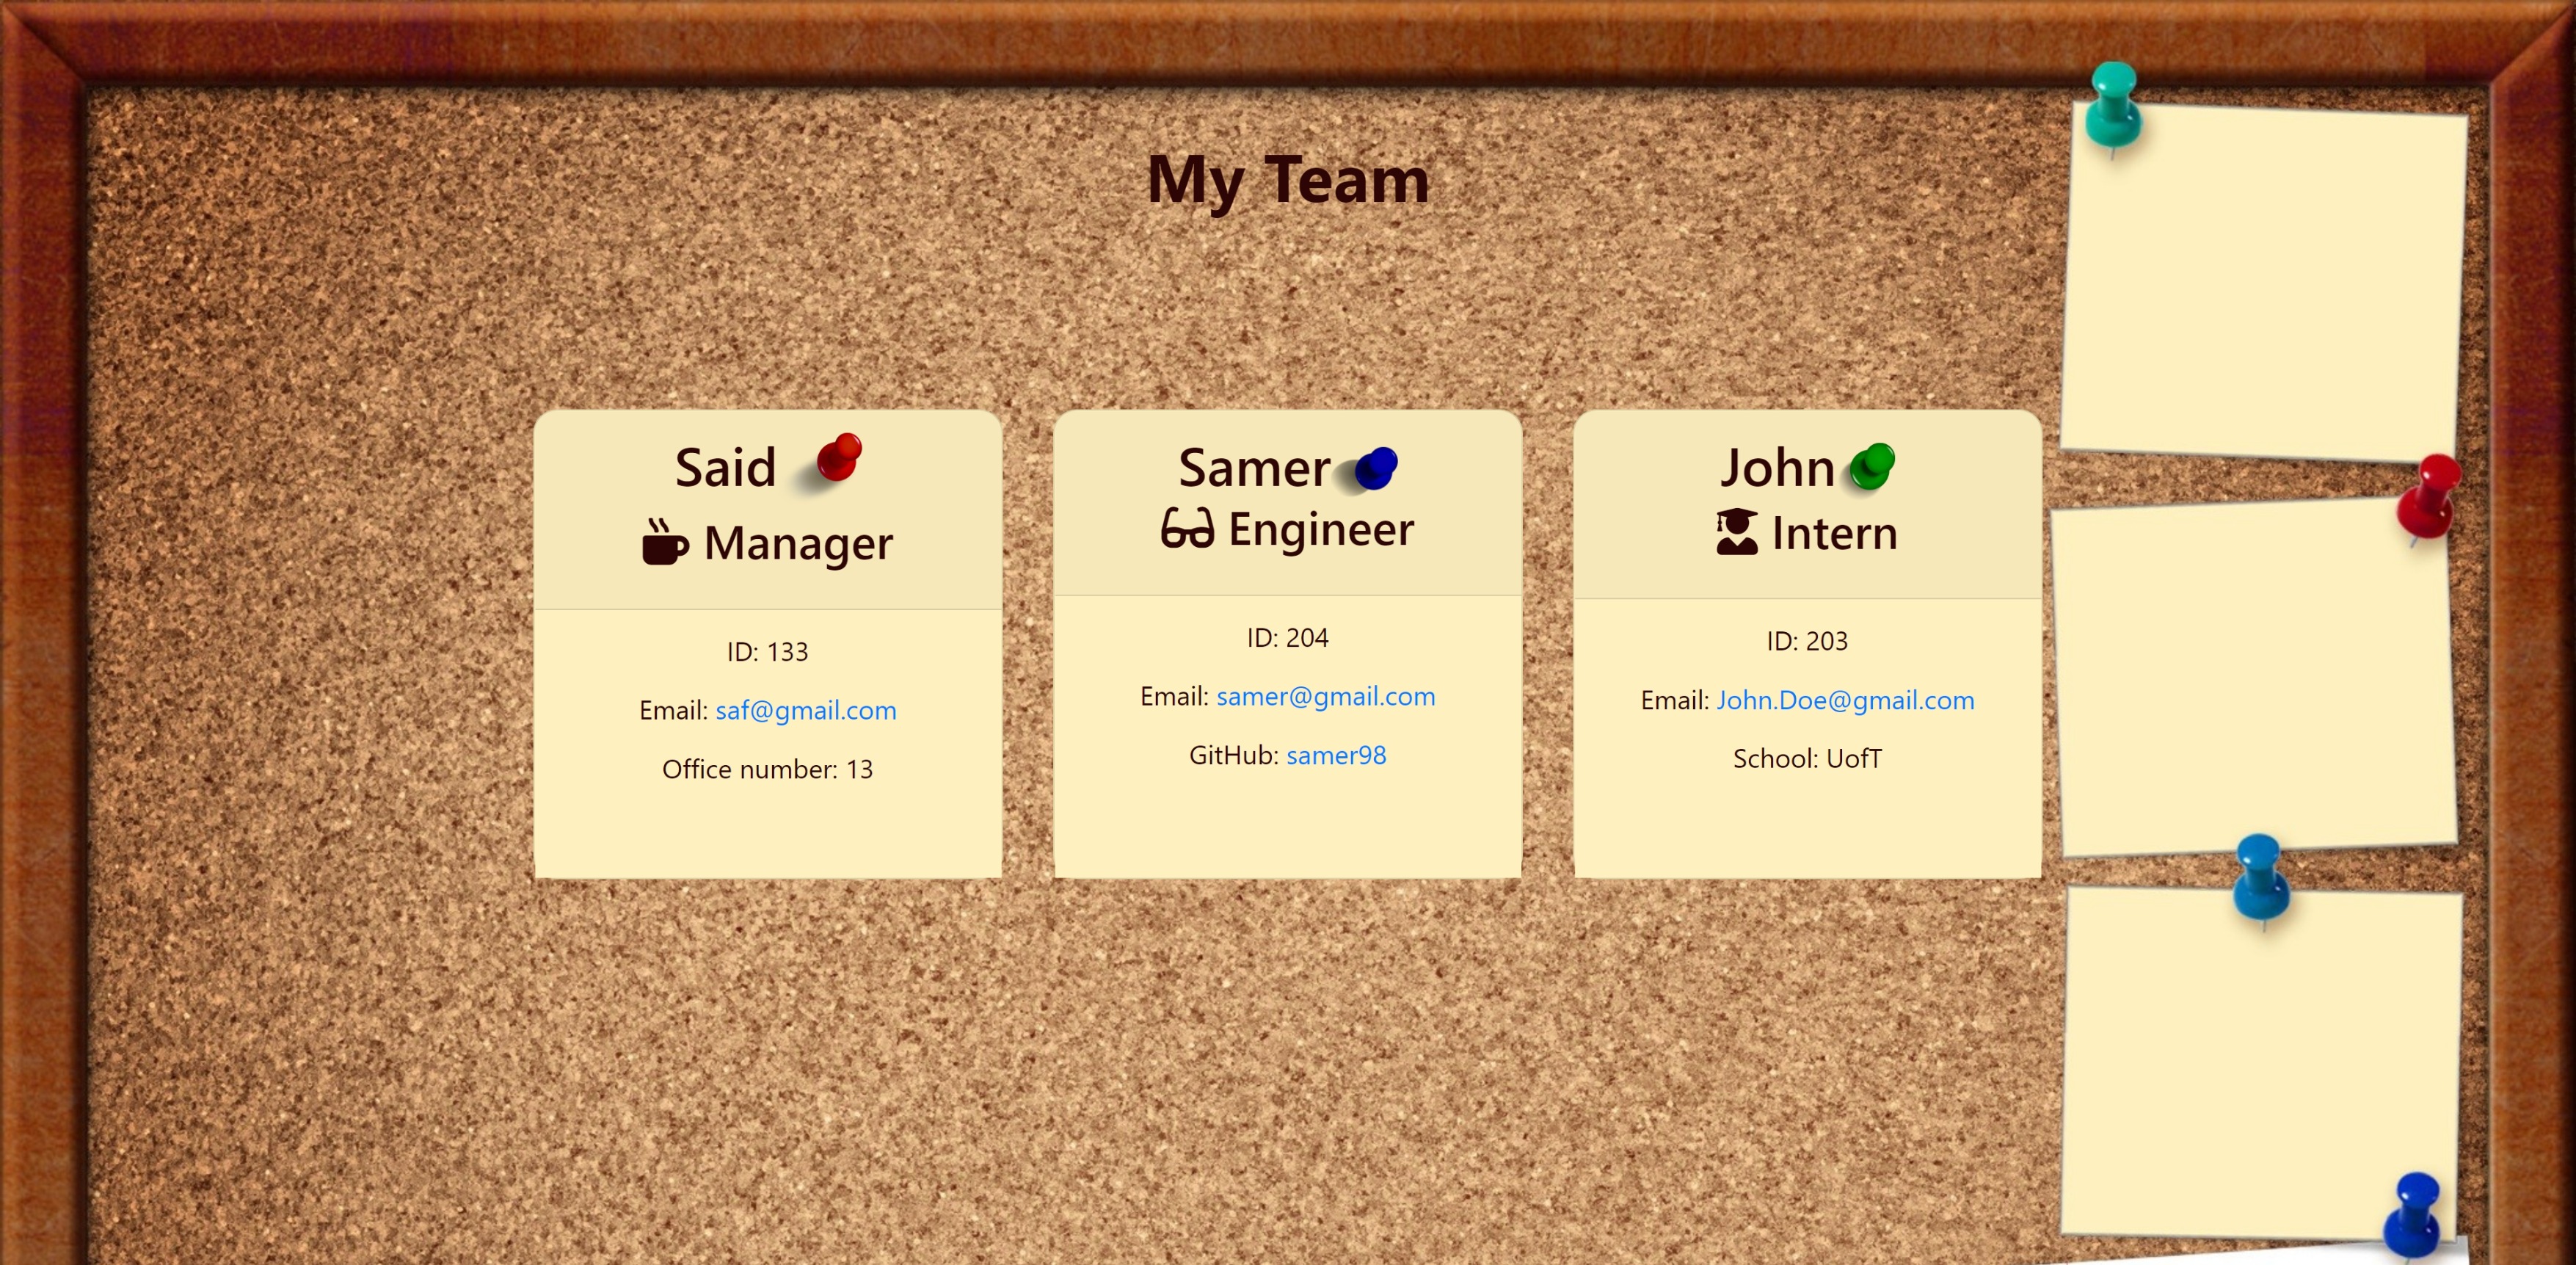 My Team
Said
Manager
ID: 133
Email: saf@gmail.com
Office number: 13
Samer
Engineer
ID: 204
Email: samer@gmail.com
GitHub: samer98
John
Intern
ID: 203
Email: John.Doe@gmail.com
School: UofT